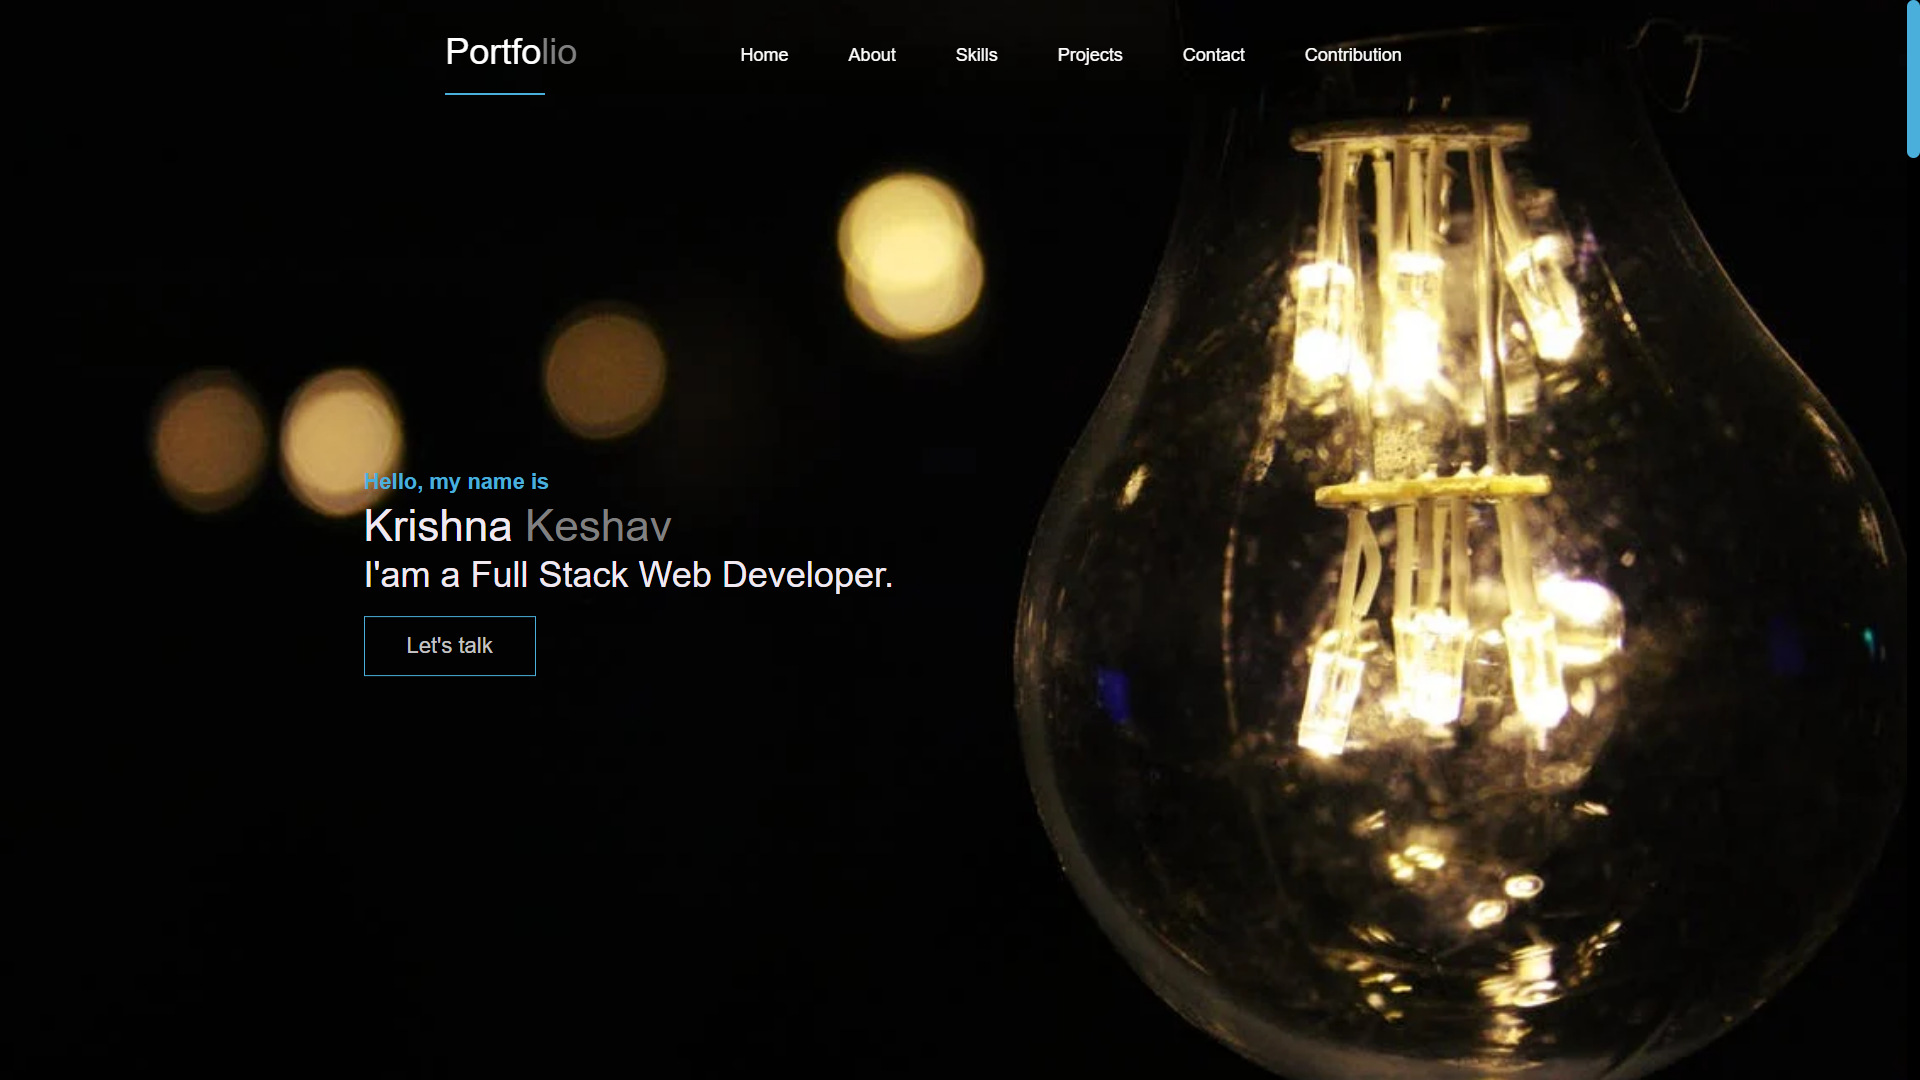 Portfolio
Home About Skills Projects Contact Contribution
Hello, my name is
Krishna Keshav
I'am a Full Stack Web Developer.
Let's talk